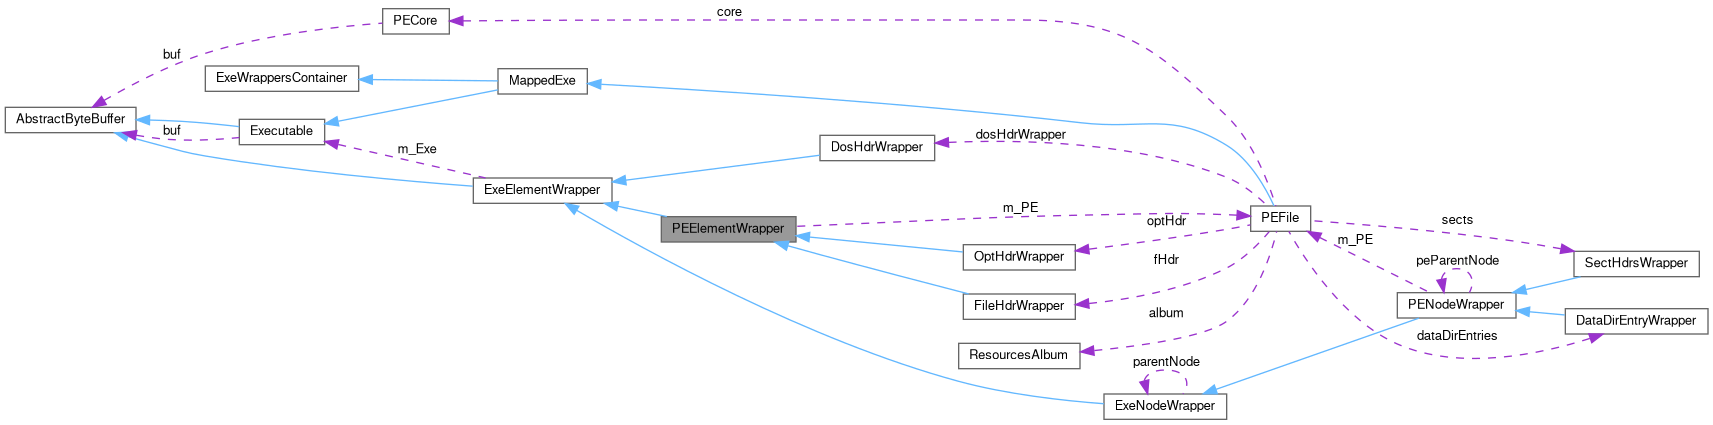 core
PECore
buf
ExeWrappersContainer
MappedExe
AbstractByteBuffer
buf
Executable
m_Exe
dosHdrWrapper
DosHdrWrapper
ExeElementWrapper
PEElementWrapper
m_PE
PEFile
optHdr
sects
m_PE
OptHdrWrapper
fHdr
peParentNode
SectHdrsWrapper
FileHdrWrapper
PENodeWrapper
album
DataDirEntryWrapper
dataDirEntries
ResourcesAlbum
parentNode
ExeNodeWrapper